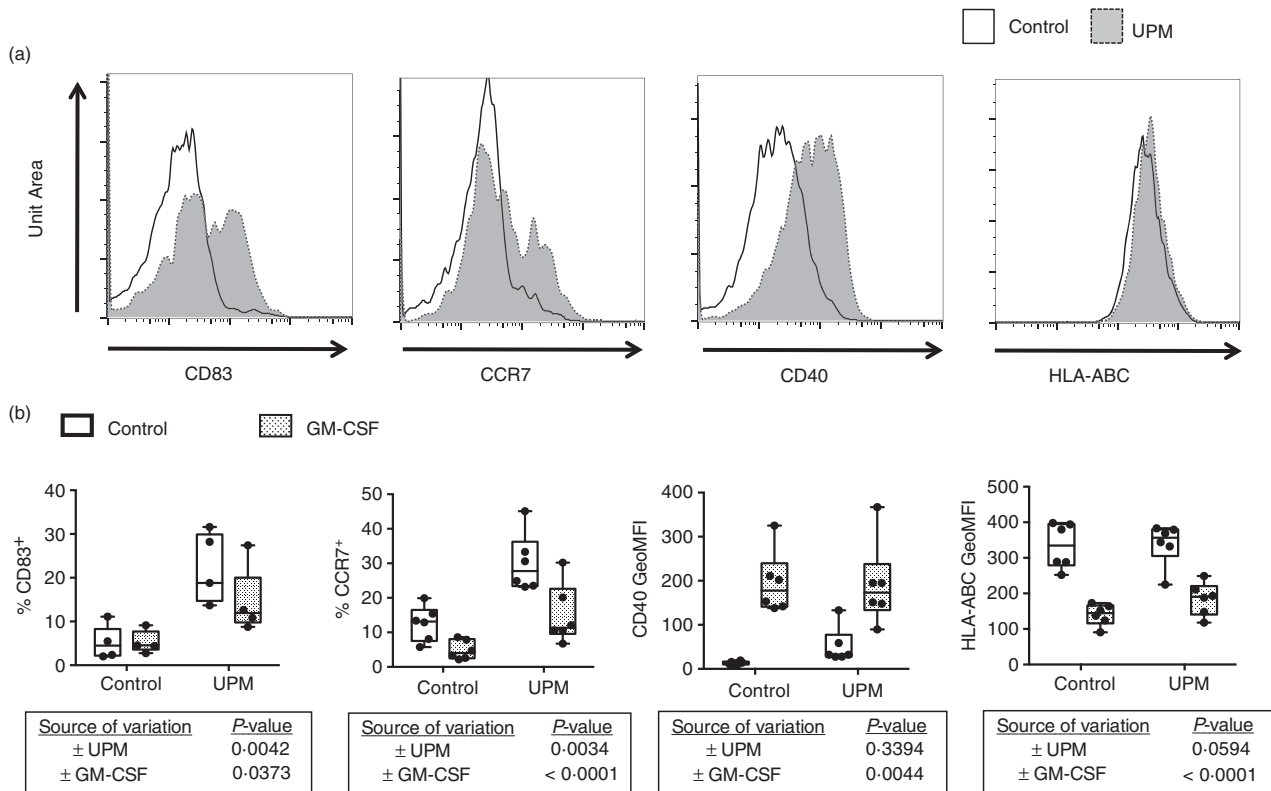 Control UPM
(a)
Unit Area
CD83 CCR7 CD40 HLA-ABC
(b)
Control GM-CSF
% CD83+
40
30
20
10
0
Control UPM
% CCR7+
50
40
30
20
10
0
Control UPM
CD40 GeoMFI
400
300
200
100
0
Control UPM
HLA-ABC GeoMFI
500
400
300
200
100
0
Control UPM
Source of variation P-value
± UPM 0·0042
± GM-CSF 0·0373
Source of variation P-value
± UPM 0·0034
± GM-CSF < 0·0001
Source of variation P-value
± UPM 0·3394
± GM-CSF 0·0044
Source of variation P-value
± UPM 0·0594
± GM-CSF < 0·0001